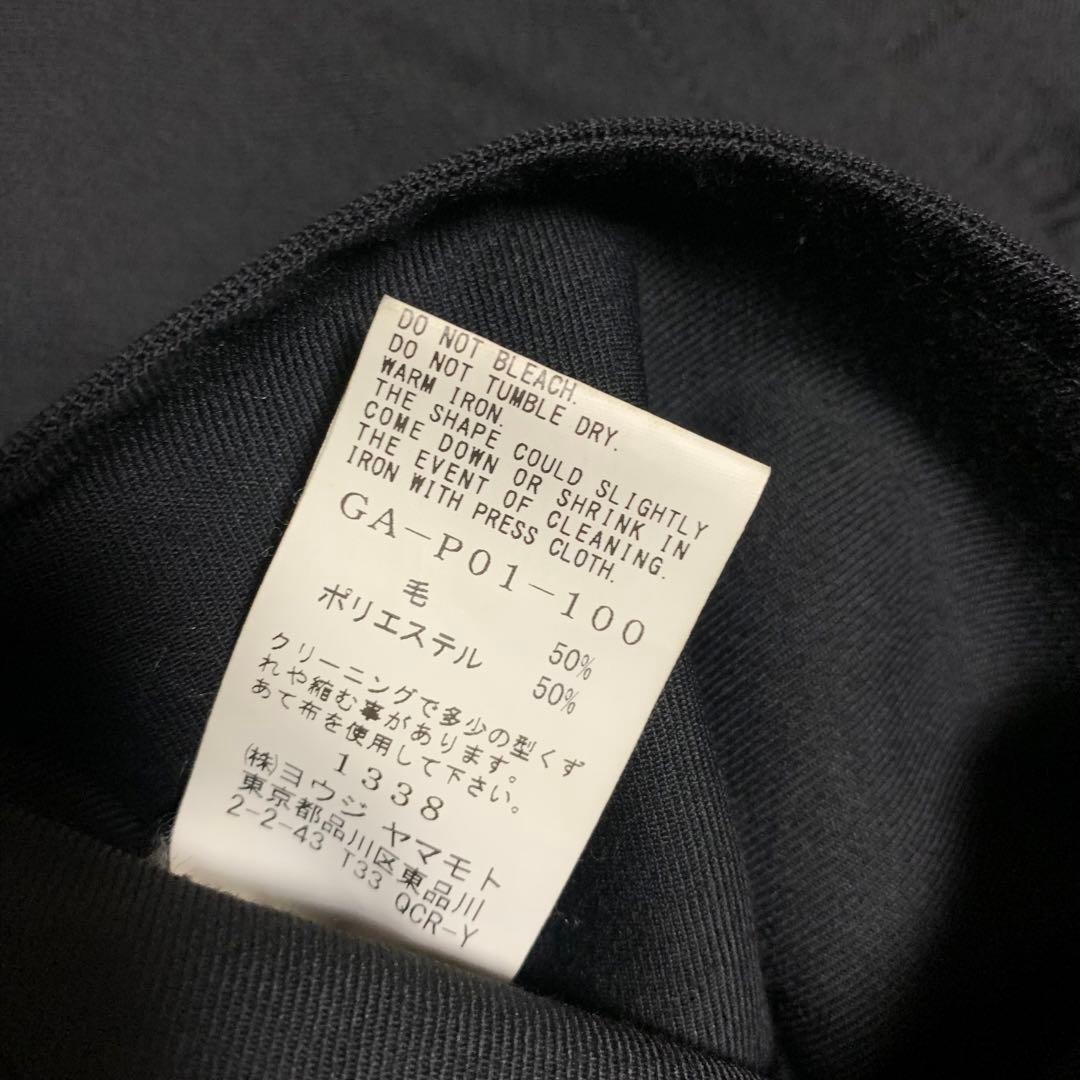 DO NOT BLEACH.
DO NOT TUMBLE DRY.
WARM IRON.
THE SHAPE COULD SLIGHTLY
COME DOWN OR SHRINK IN
THE EVENT OF CLEANING.
IRON WITH PRESS CLOTH.
GA-P01-100
毛 50%
ポリエステル 50%
クリーニングで多少の型くず
れや縮む事があります。
あて布を使用して下さい。
1338
(株)ヨウジ ヤマモト
東京都品川区東品川
2-2-43 T33 QCR-Y